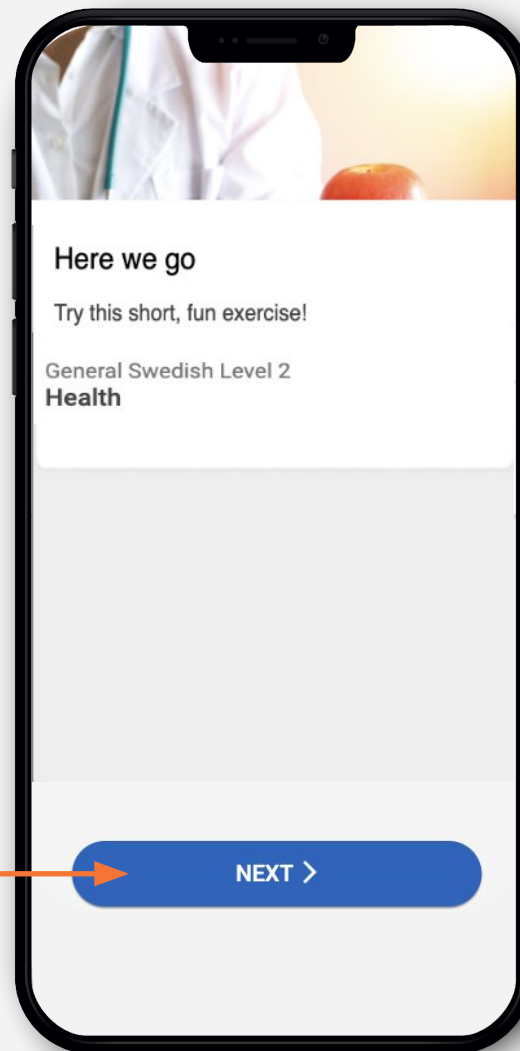 Here we go
Try this short, fun exercise!
General Swedish Level 2
Health
NEXT